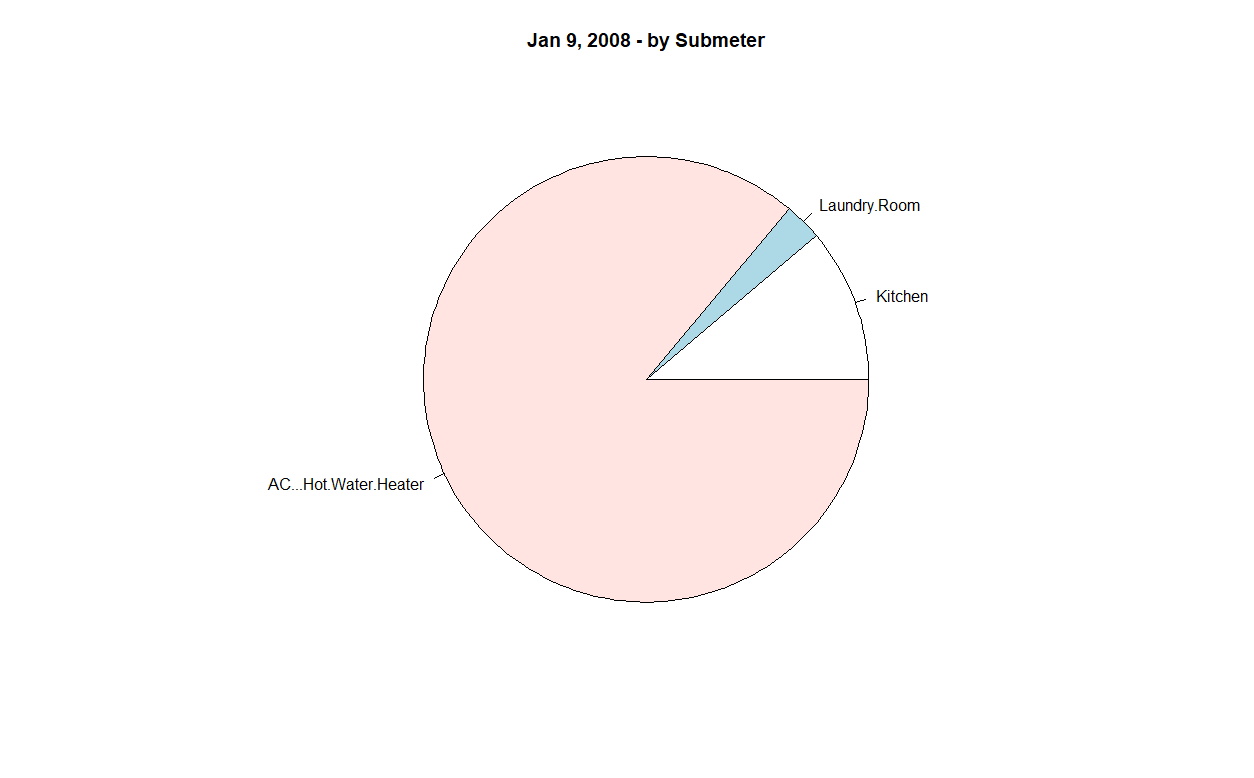 Jan 9, 2008 - by Submeter
Laundry.Room
Kitchen
AC...Hot.Water.Heater